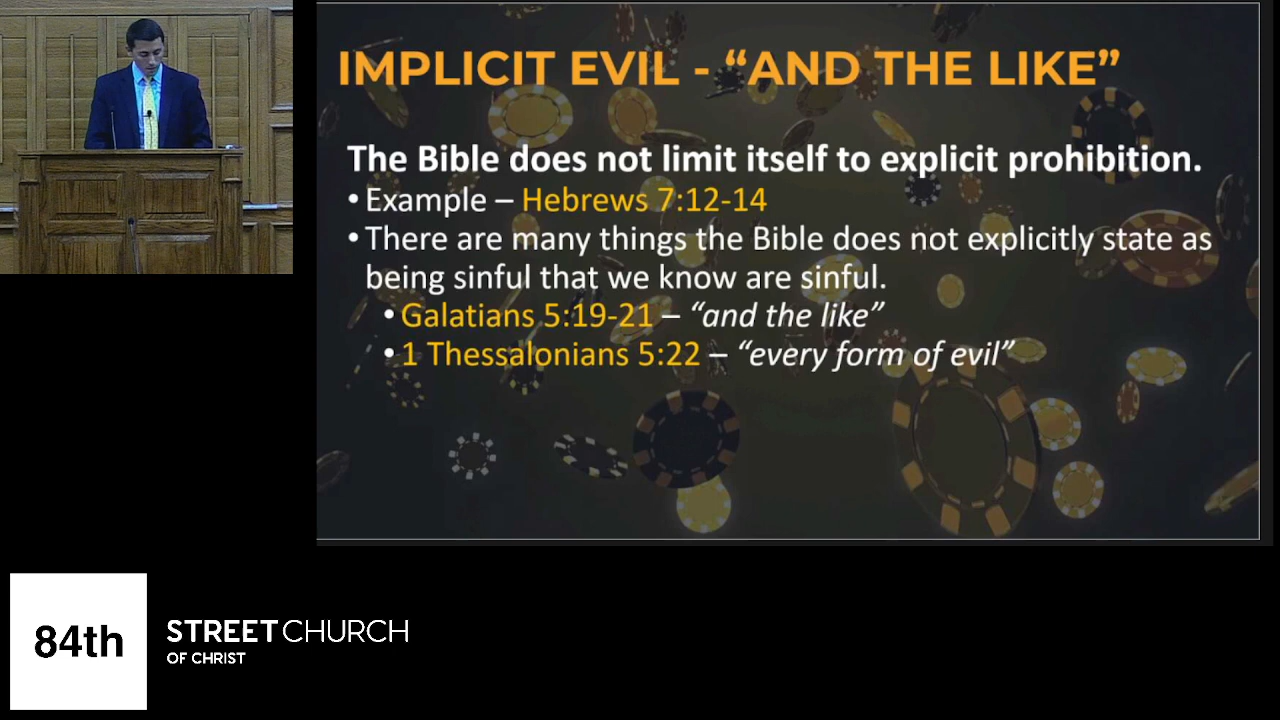 IMPLICIT EVIL - “AND THE LIKE”
The Bible does not limit itself to explicit prohibition.
• Example – Hebrews 7:12-14
• There are many things the Bible does not explicitly state as
being sinful that we know are sinful.
• Galatians 5:19-21 – “and the like”
• 1 Thessalonians 5:22 – “every form of evil”
84th
STREET CHURCH
OF CHRIST